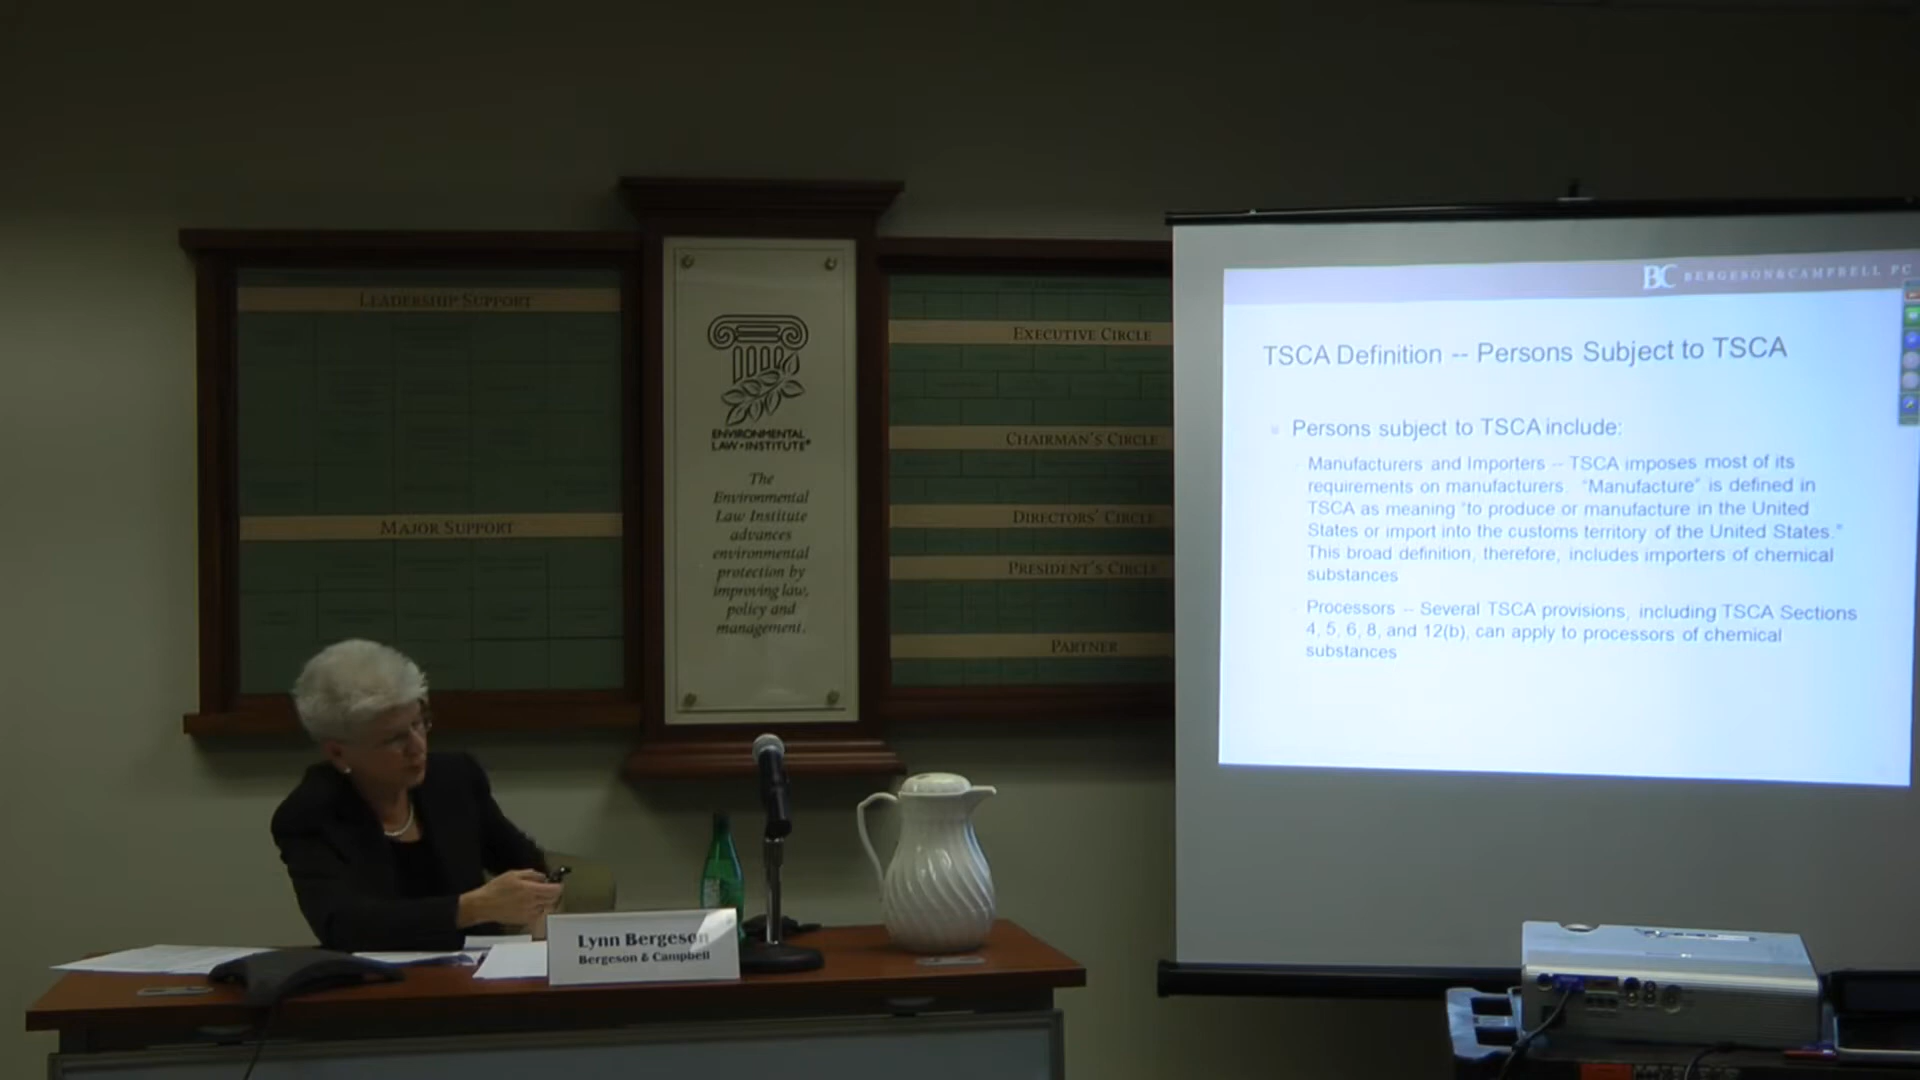 LEADERSHIP SUPPORT
MAJOR SUPPORT
ENVIRONMENTAL
LAW•INSTITUTE®
The
Environmental
Law Institute
advances
environmental
protection by
improving law,
policy and
management.
EXECUTIVE CIRCLE
CHAIRMAN'S CIRCLE
DIRECTORS' CIRCLE
PRESIDENT'S CIRCLE
PARTNER
BC BERGESON&CAMPBELL PC
TSCA Definition -- Persons Subject to TSCA
Persons subject to TSCA include:
Manufacturers and Importers -- TSCA imposes most of its
requirements on manufacturers. "Manufacture" is defined in
TSCA as meaning "to produce or manufacture in the United
States or import into the customs territory of the United States."
This broad definition, therefore, includes importers of chemical
substances
Processors -- Several TSCA provisions, including TSCA Sections
4, 5, 6, 8, and 12(b), can apply to processors of chemical
substances
Lynn Bergeson
Bergeson & Campbell